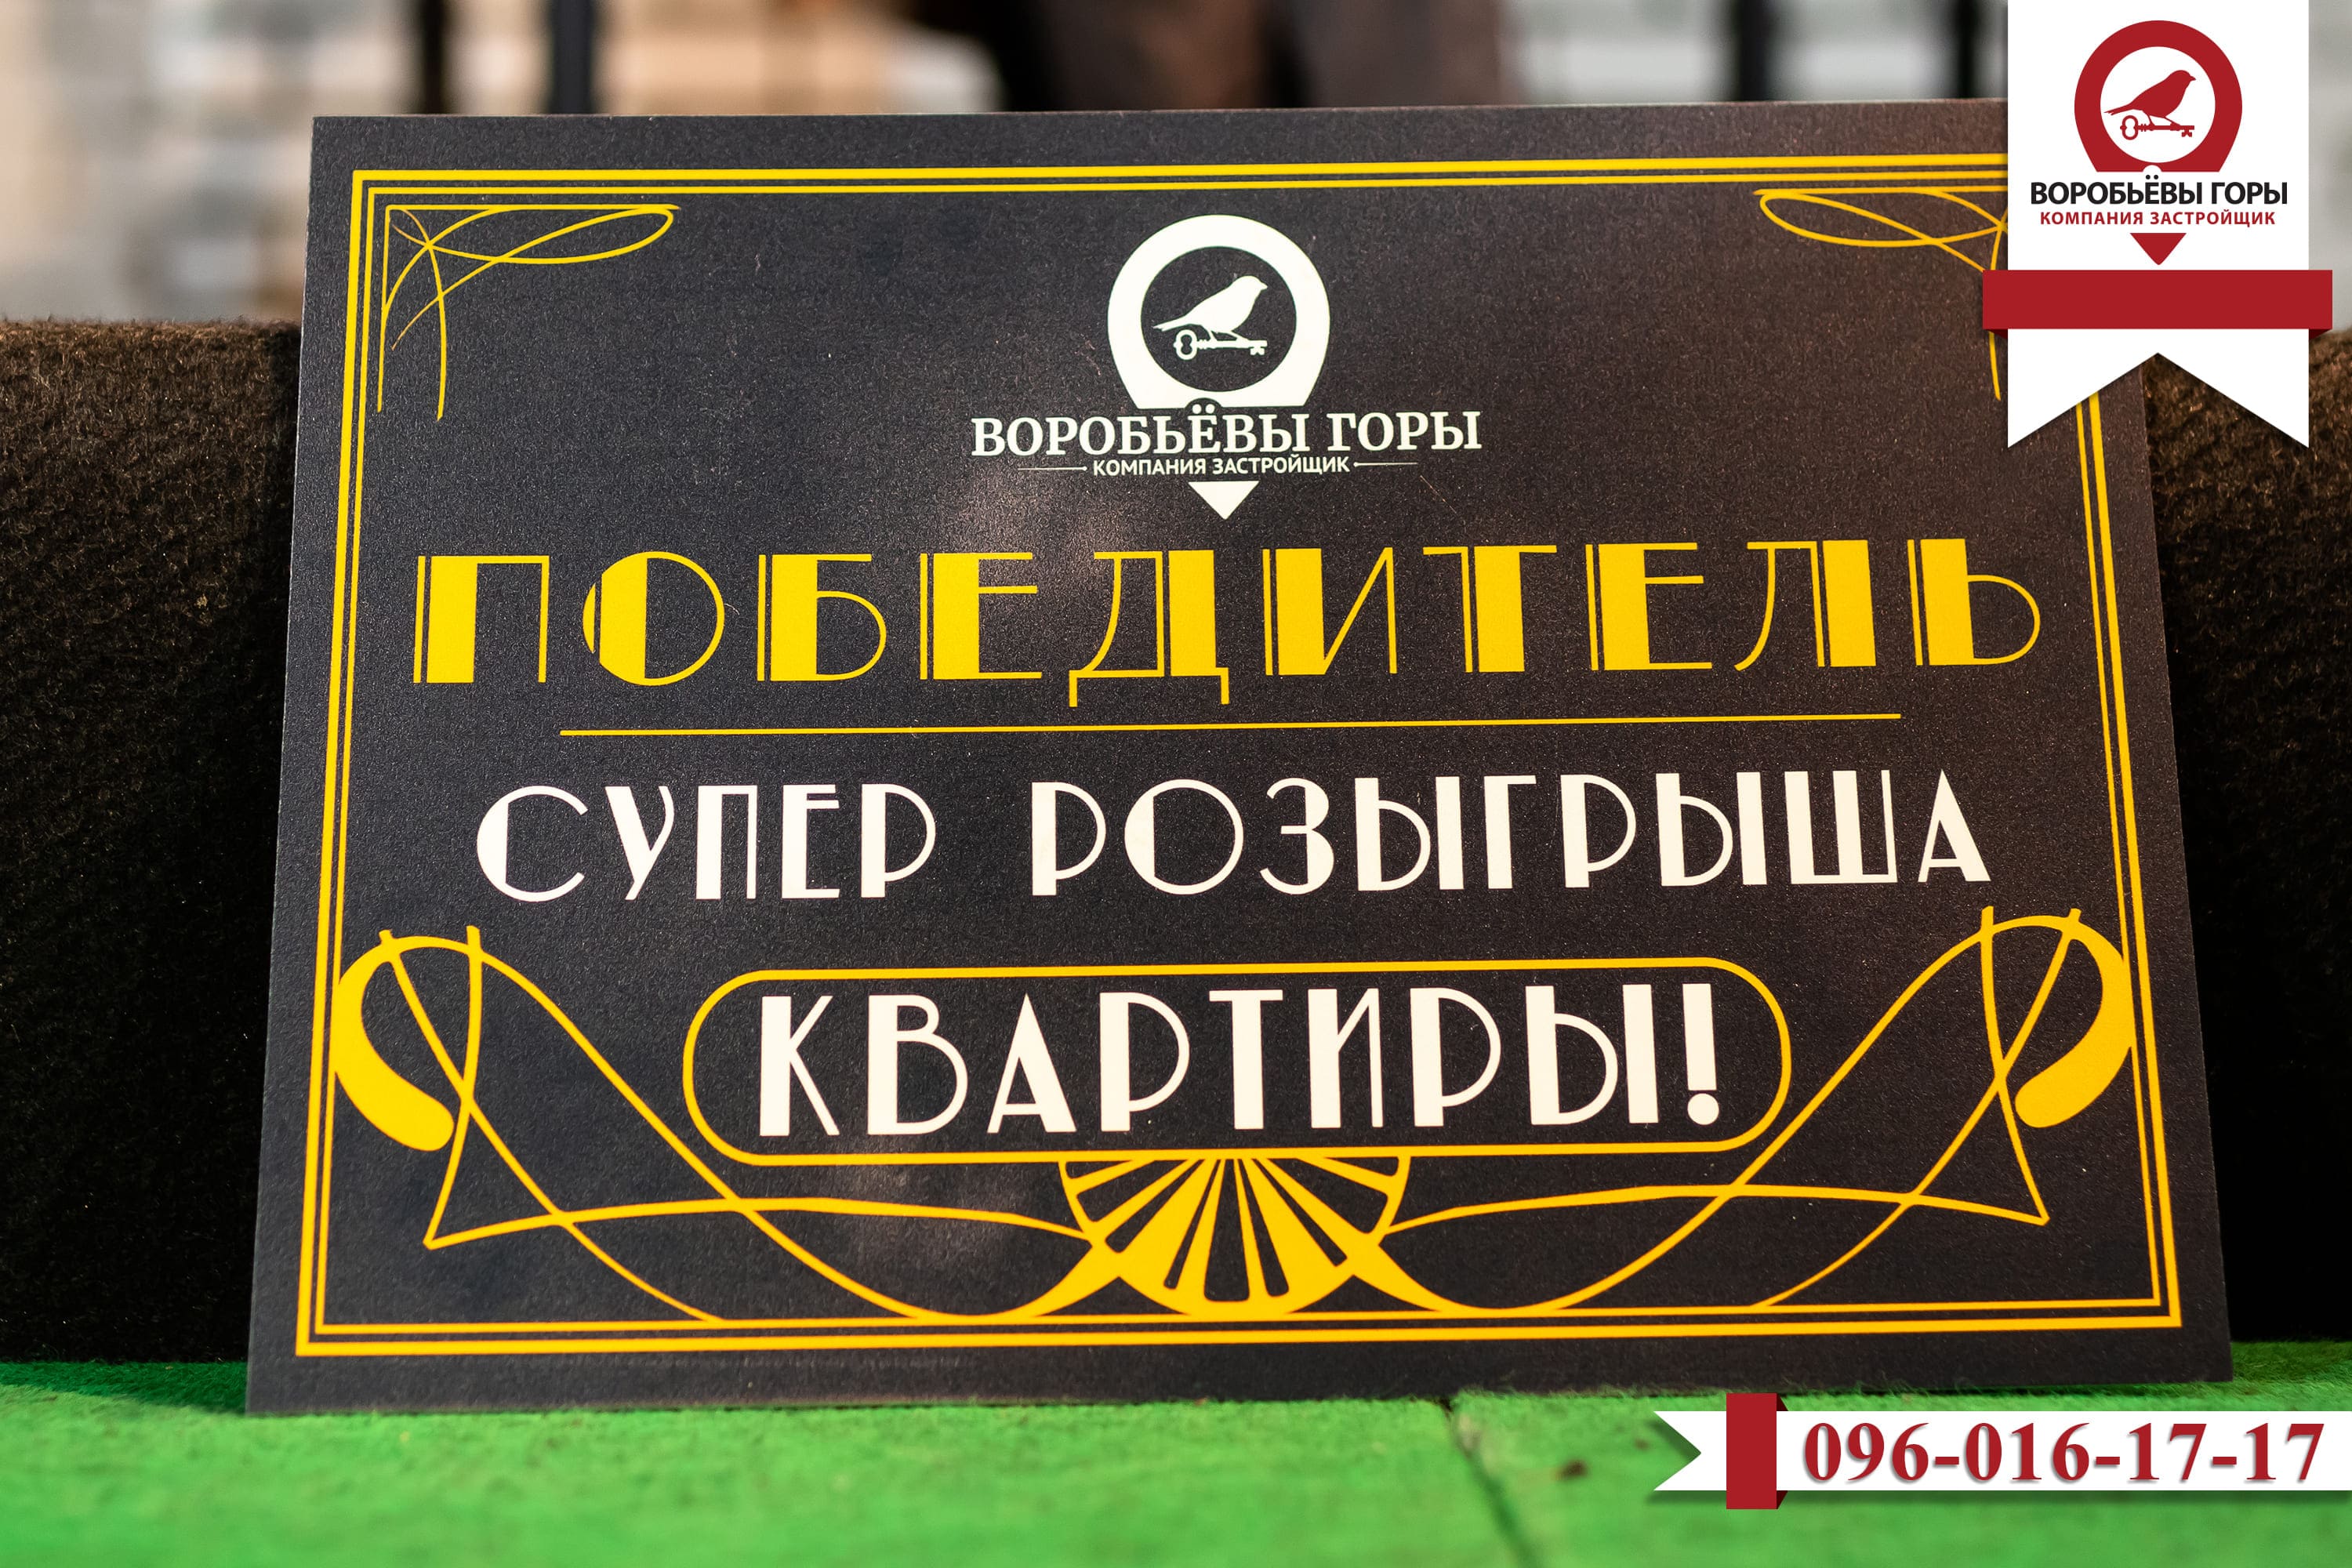 ВОРОБЬЁВЫ ГОРЫ
КОМПАНИЯ ЗАСТРОЙЩИК
ВОРОБЬЁВЫ ГОРЫ
КОМПАНИЯ ЗАСТРОЙЩИК
ПОБЕДИТЕЛЬ
СУПЕР РОЗЫГРЫША
КВАРТИРЫ!
096-016-17-17